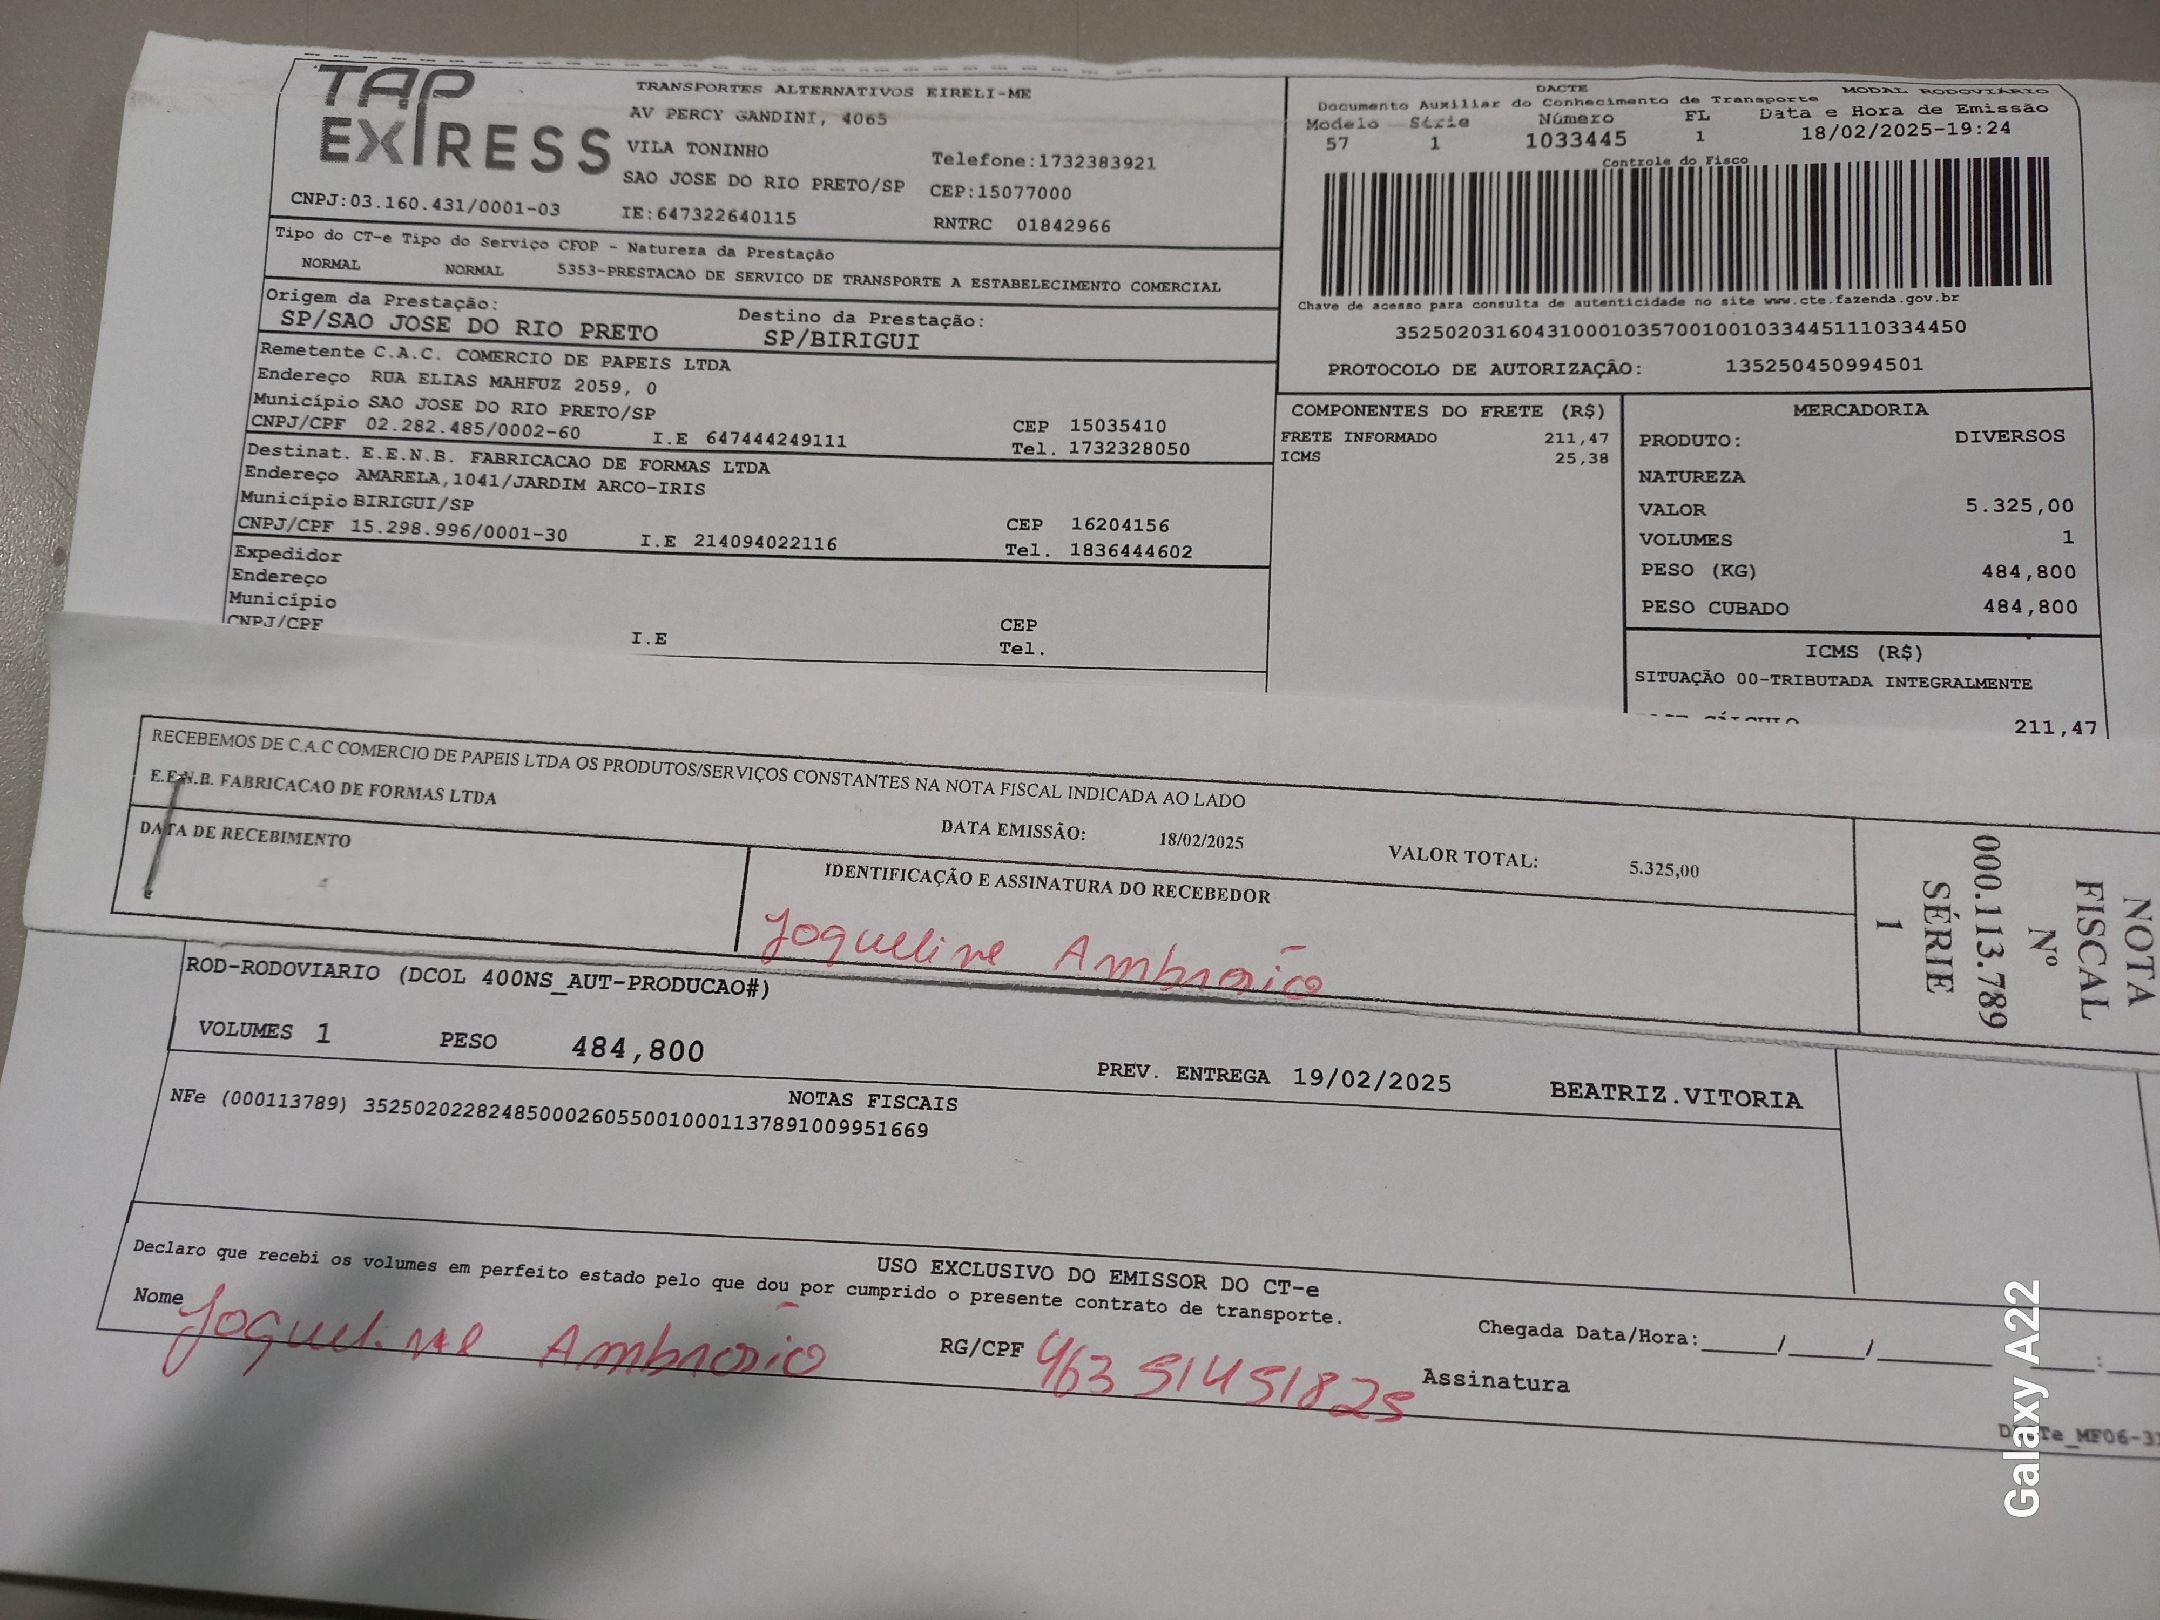 TAP EXPRESS
TRANSPORTES ALTERNATIVOS EIRELI-ME
AV PERCY GANDINI, 4065
VILA TONINHO Telefone:1732383921
SAO JOSE DO RIO PRETO/SP CEP:15077000
CNPJ:03.160.431/0001-03 IE:647322640115 RNTRC 01842966
DACTE MODAL RODOVIÁRIO
Documento Auxiliar do Conhecimento de Transporte
Modelo Série Número FL Data e Hora de Emissão
57 1 1033445 1 18/02/2025-19:24
Controle do Fisco
Chave de acesso para consulta de autenticidade no site www.cte.fazenda.gov.br
35250203160431000103570010010334451110334450
PROTOCOLO DE AUTORIZAÇÃO: 135250450994501
Tipo do CT-e Tipo do Serviço CFOP - Natureza da Prestação
NORMAL NORMAL 5353-PRESTACAO DE SERVICO DE TRANSPORTE A ESTABELECIMENTO COMERCIAL
Origem da Prestação: Destino da Prestação:
SP/SAO JOSE DO RIO PRETO SP/BIRIGUI
Remetente C.A.C. COMERCIO DE PAPEIS LTDA
Endereço RUA ELIAS MAHFUZ 2059, 0
Município SAO JOSE DO RIO PRETO/SP CEP 15035410
CNPJ/CPF 02.282.485/0002-60 I.E 647444249111 Tel. 1732328050
Destinat. E.E.N.B. FABRICACAO DE FORMAS LTDA
Endereço AMARELA,1041/JARDIM ARCO-IRIS
Município BIRIGUI/SP CEP 16204156
CNPJ/CPF 15.298.996/0001-30 I.E 214094022116 Tel. 1836444602
Expedidor
Endereço
Município CEP
CNPJ/CPF I.E Tel.
COMPONENTES DO FRETE (R$)
FRETE INFORMADO 211,47
ICMS 25,38
MERCADORIA
PRODUTO: DIVERSOS
NATUREZA
VALOR 5.325,00
VOLUMES 1
PESO (KG) 484,800
PESO CUBADO 484,800
ICMS (R$)
SITUAÇÃO 00-TRIBUTADA INTEGRALMENTE
211,47
RECEBEMOS DE C.A.C COMERCIO DE PAPEIS LTDA OS PRODUTOS/SERVIÇOS CONSTANTES NA NOTA FISCAL INDICADA AO LADO
E.E.N.B. FABRICACAO DE FORMAS LTDA
DATA EMISSÃO: 18/02/2025 VALOR TOTAL: 5.325,00
DATA DE RECEBIMENTO
IDENTIFICAÇÃO E ASSINATURA DO RECEBEDOR
Joqueline Ambrosio
NOTA
FISCAL
Nº
000.113.789
SÉRIE
1
ROD-RODOVIARIO (DCOL 400NS_AUT-PRODUCAO#)
VOLUMES 1 PESO 484,800 PREV. ENTREGA 19/02/2025 BEATRIZ.VITORIA
NOTAS FISCAIS
NFe (000113789) 35250202282485000260550010001137891009951669
USO EXCLUSIVO DO EMISSOR DO CT-e
Declaro que recebi os volumes em perfeito estado pelo que dou por cumprido o presente contrato de transporte.
Nome Joqueline Ambrosio RG/CPF 463 51451825 Assinatura
Chegada Data/Hora:____/____/______ ____:
Galaxy A22